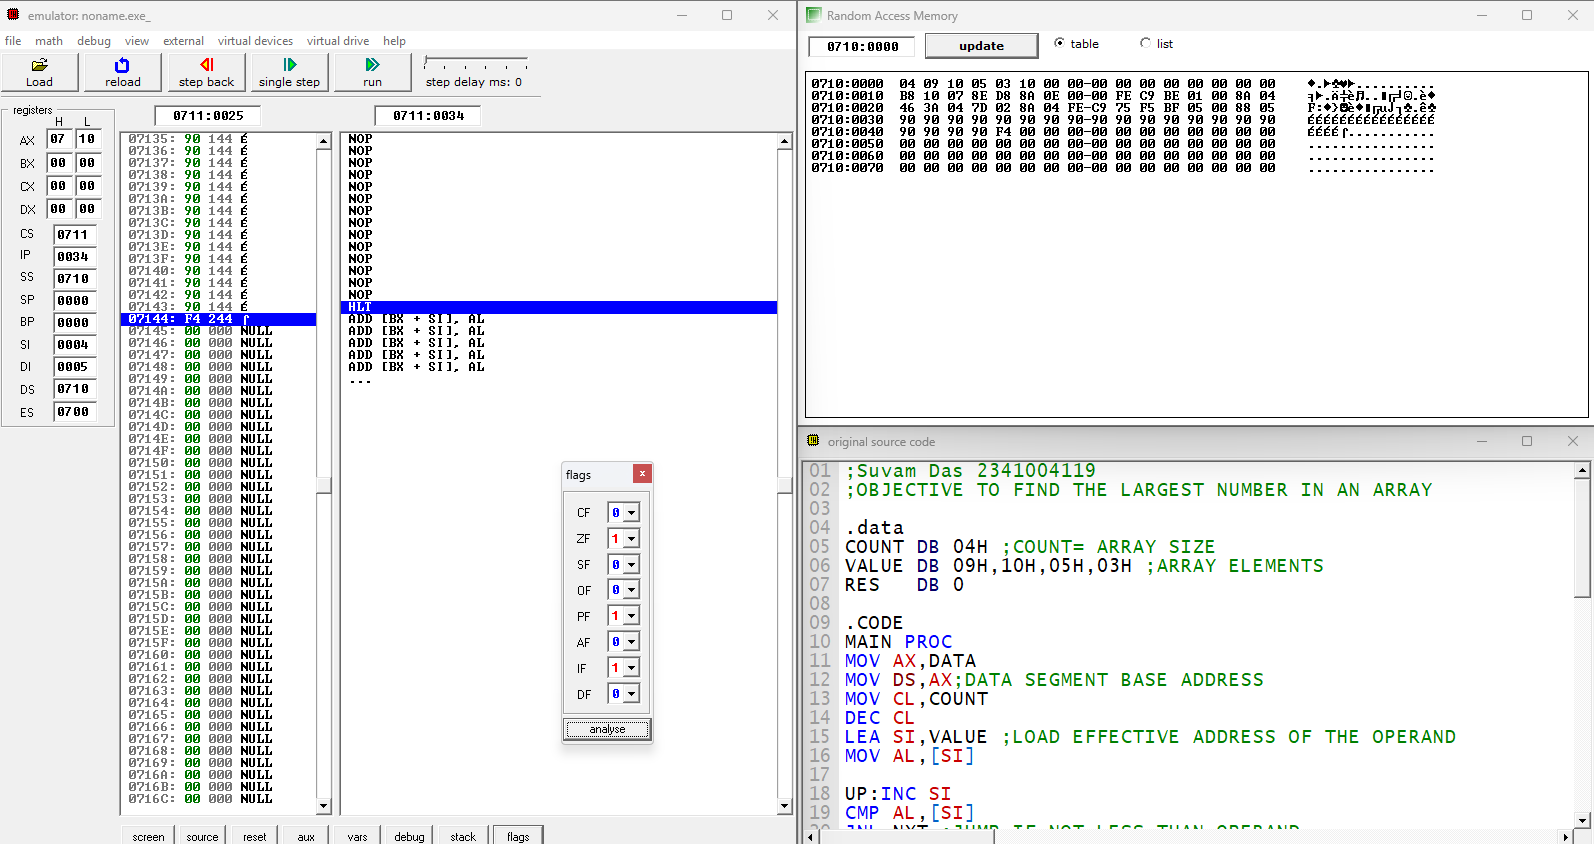 emulator: noname.exe_
file math debug view external virtual devices virtual drive help
Load reload step back single step run step delay ms: 0
registers
H L
0711:0025 0711:0034
AX 07 10
BX 00 00
CX 00 00
DX 00 00
CS 0711
IP 0034
SS 0710
SP 0000
BP 0000
SI 0004
DI 0005
DS 0710
ES 0700
07135: 90 144 É
07136: 90 144 É
07137: 90 144 É
07138: 90 144 É
07139: 90 144 É
0713A: 90 144 É
0713B: 90 144 É
0713C: 90 144 É
0713D: 90 144 É
0713E: 90 144 É
0713F: 90 144 É
07140: 90 144 É
07141: 90 144 É
07142: 90 144 É
07143: 90 144 É
07144: F4 244 ⌠
07145: 00 000 NULL
07146: 00 000 NULL
07147: 00 000 NULL
07148: 00 000 NULL
07149: 00 000 NULL
0714A: 00 000 NULL
0714B: 00 000 NULL
0714C: 00 000 NULL
0714D: 00 000 NULL
0714E: 00 000 NULL
0714F: 00 000 NULL
07150: 00 000 NULL
07151: 00 000 NULL
07152: 00 000 NULL
07153: 00 000 NULL
07154: 00 000 NULL
07155: 00 000 NULL
07156: 00 000 NULL
07157: 00 000 NULL
07158: 00 000 NULL
07159: 00 000 NULL
0715A: 00 000 NULL
0715B: 00 000 NULL
0715C: 00 000 NULL
0715D: 00 000 NULL
0715E: 00 000 NULL
0715F: 00 000 NULL
07160: 00 000 NULL
07161: 00 000 NULL
07162: 00 000 NULL
07163: 00 000 NULL
07164: 00 000 NULL
07165: 00 000 NULL
07166: 00 000 NULL
07167: 00 000 NULL
07168: 00 000 NULL
07169: 00 000 NULL
0716A: 00 000 NULL
0716B: 00 000 NULL
0716C: 00 000 NULL
NOP
NOP
NOP
NOP
NOP
NOP
NOP
NOP
NOP
NOP
NOP
NOP
NOP
NOP
HLT
ADD [BX + SI], AL
ADD [BX + SI], AL
ADD [BX + SI], AL
ADD [BX + SI], AL
ADD [BX + SI], AL
...
flags
CF 0
ZF 1
SF 0
OF 0
PF 1
AF 0
IF 1
DF 0
analyse
screen source reset aux vars debug stack flags
Random Access Memory
0710:0000 update table list
0710:0000 04 09 10 05 03 10 00 00-00 00 00 00 00 00 00 00
0710:0010 B8 10 07 8E D8 8A 0E 00-00 FE C9 BE 01 00 8A 04
0710:0020 46 3A 04 7D 02 8A 04 FE-C9 75 F5 BF 05 00 88 05
0710:0030 90 90 90 90 90 90 90 90-90 90 90 90 90 90 90 90 ÉÉÉÉÉÉÉÉÉÉÉÉÉÉÉÉ
0710:0040 90 90 90 90 F4 00 00 00-00 00 00 00 00 00 00 00 ÉÉÉÉ⌠...........
0710:0050 00 00 00 00 00 00 00 00-00 00 00 00 00 00 00 00 ................
0710:0060 00 00 00 00 00 00 00 00-00 00 00 00 00 00 00 00 ................
0710:0070 00 00 00 00 00 00 00 00-00 00 00 00 00 00 00 00 ................
original source code
01 ;Suvam Das 2341004119
02 ;OBJECTIVE TO FIND THE LARGEST NUMBER IN AN ARRAY
03
04 .data
05 COUNT DB 04H ;COUNT= ARRAY SIZE
06 VALUE DB 09H,10H,05H,03H ;ARRAY ELEMENTS
07 RES DB 0
08
09 .CODE
10 MAIN PROC
11 MOV AX,DATA
12 MOV DS,AX;DATA SEGMENT BASE ADDRESS
13 MOV CL,COUNT
14 DEC CL
15 LEA SI,VALUE ;LOAD EFFECTIVE ADDRESS OF THE OPERAND
16 MOV AL,[SI]
17
18 UP:INC SI
19 CMP AL,[SI]
20 JNL NXT ;JUMP IF NOT LESS THAN OPERAND